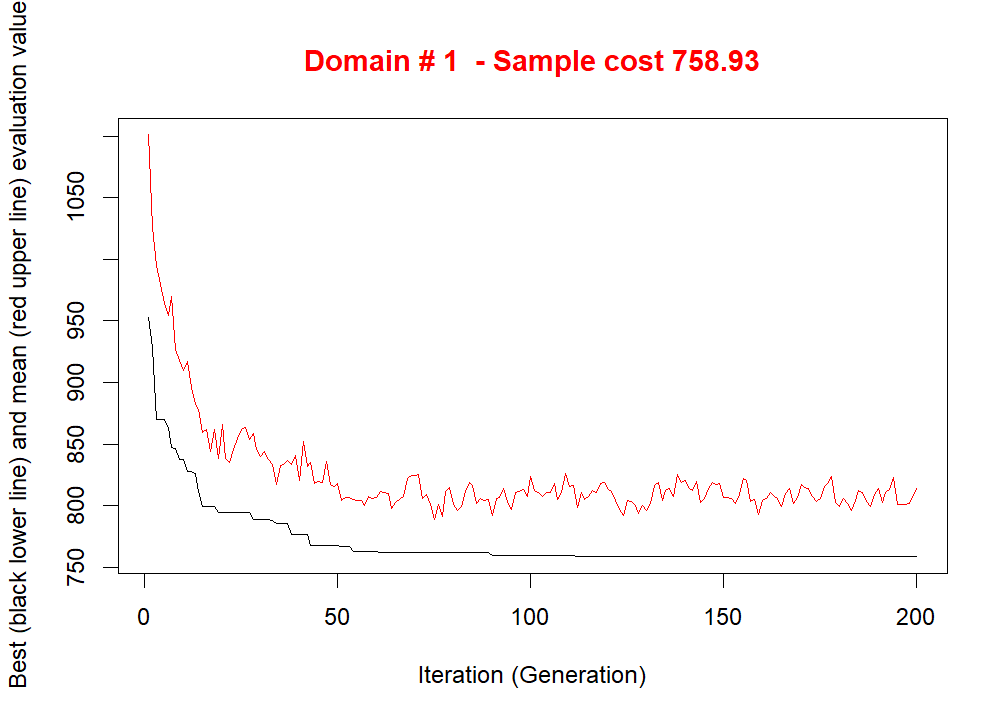 Domain # 1  - Sample cost 758.93
Best (black lower line) and mean (red upper line) evaluation value
1050
950
900
850
800
750
0 50 100 150 200
Iteration (Generation)